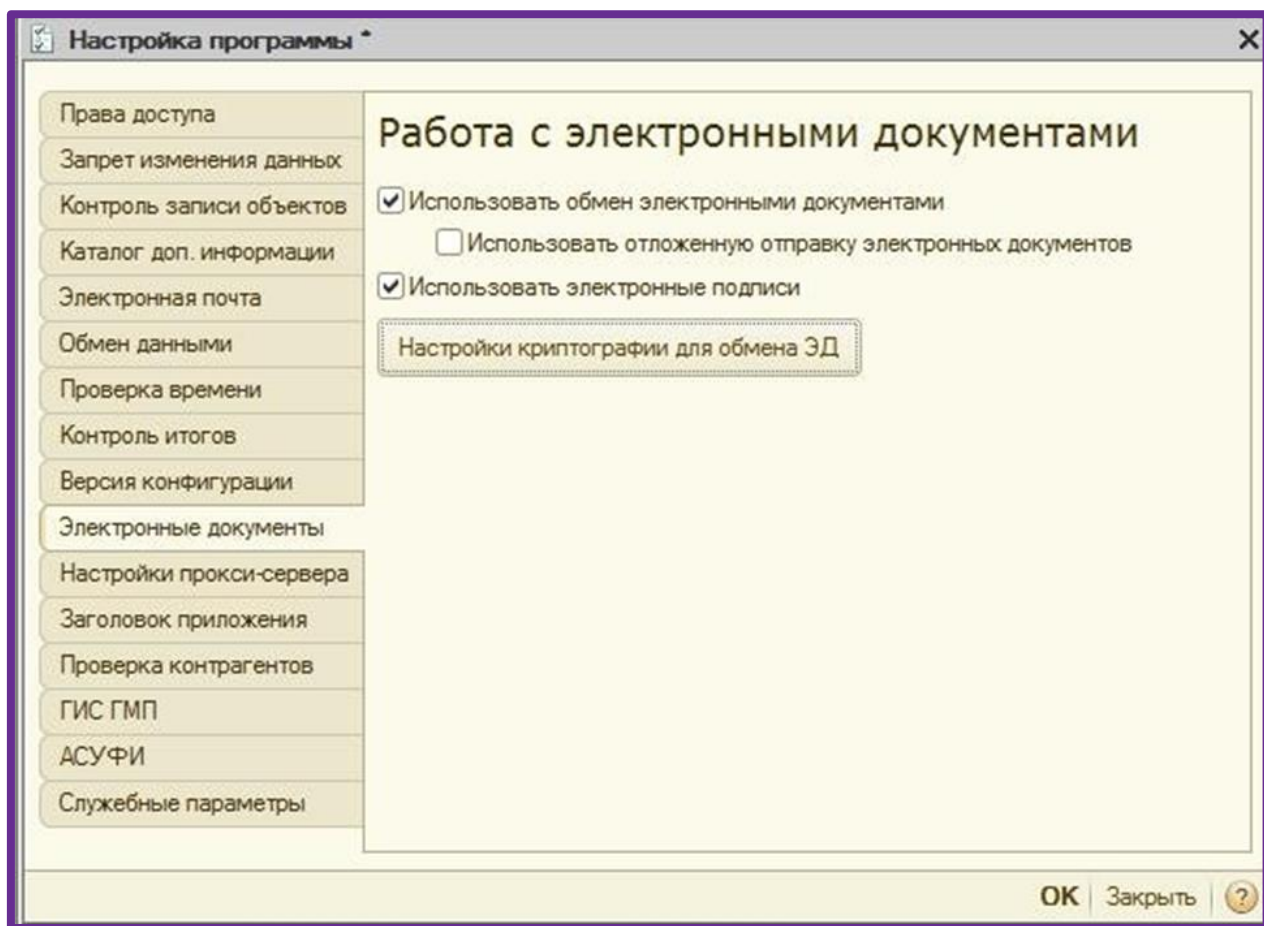 Настройка программы *
Права доступа
Запрет изменения данных
Контроль записи объектов
Каталог доп. информации
Электронная почта
Обмен данными
Проверка времени
Контроль итогов
Версия конфигурации
Электронные документы
Настройки прокси-сервера
Заголовок приложения
Проверка контрагентов
ГИС ГМП
АСУФИ
Служебные параметры
Работа с электронными документами
Использовать обмен электронными документами
Использовать отложенную отправку электронных документов
Использовать электронные подписи
Настройки криптографии для обмена ЭД
ОК Закрыть ?